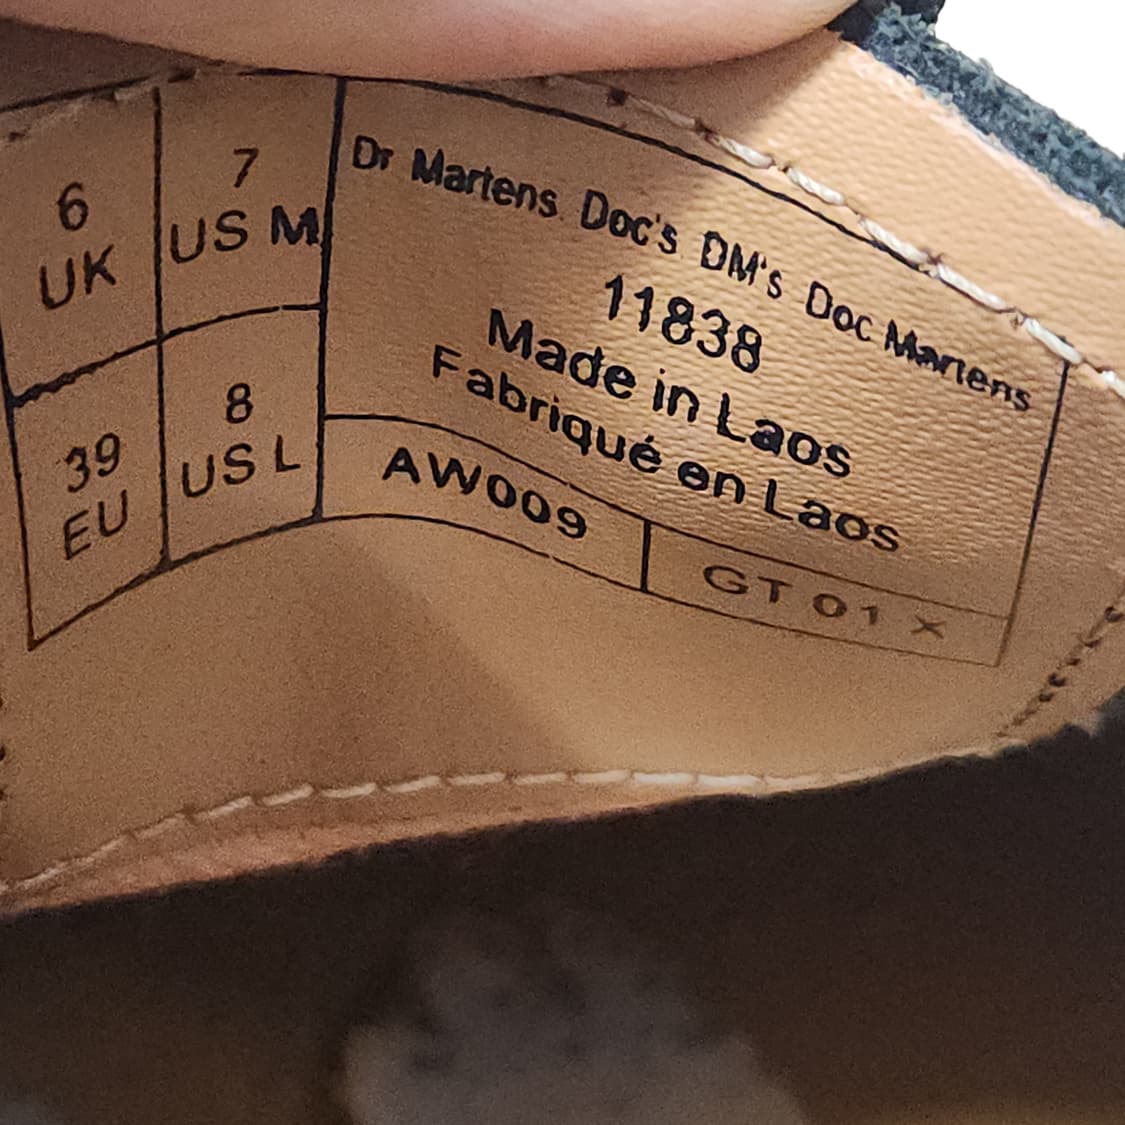 6
UK
7
US M
39
EU
8
US L
Dr Martens Doc's DM's Doc Martens
11838
Made in Laos
Fabriqué en Laos
AW009
GT 01 X